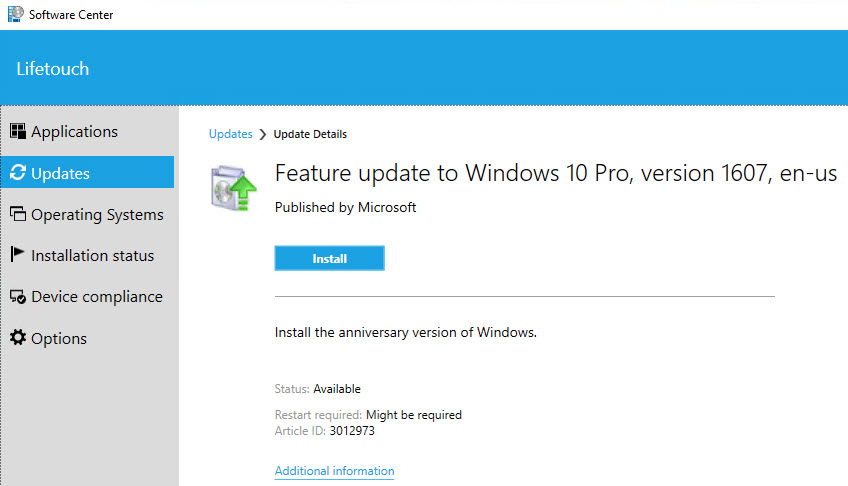 Software Center
Lifetouch
Applications
Updates
Operating Systems
Installation status
Device compliance
Options
Updates > Update Details
Feature update to Windows 10 Pro, version 1607, en-us
Published by Microsoft
Install
Install the anniversary version of Windows.
Status: Available
Restart required: Might be required
Article ID: 3012973
Additional information